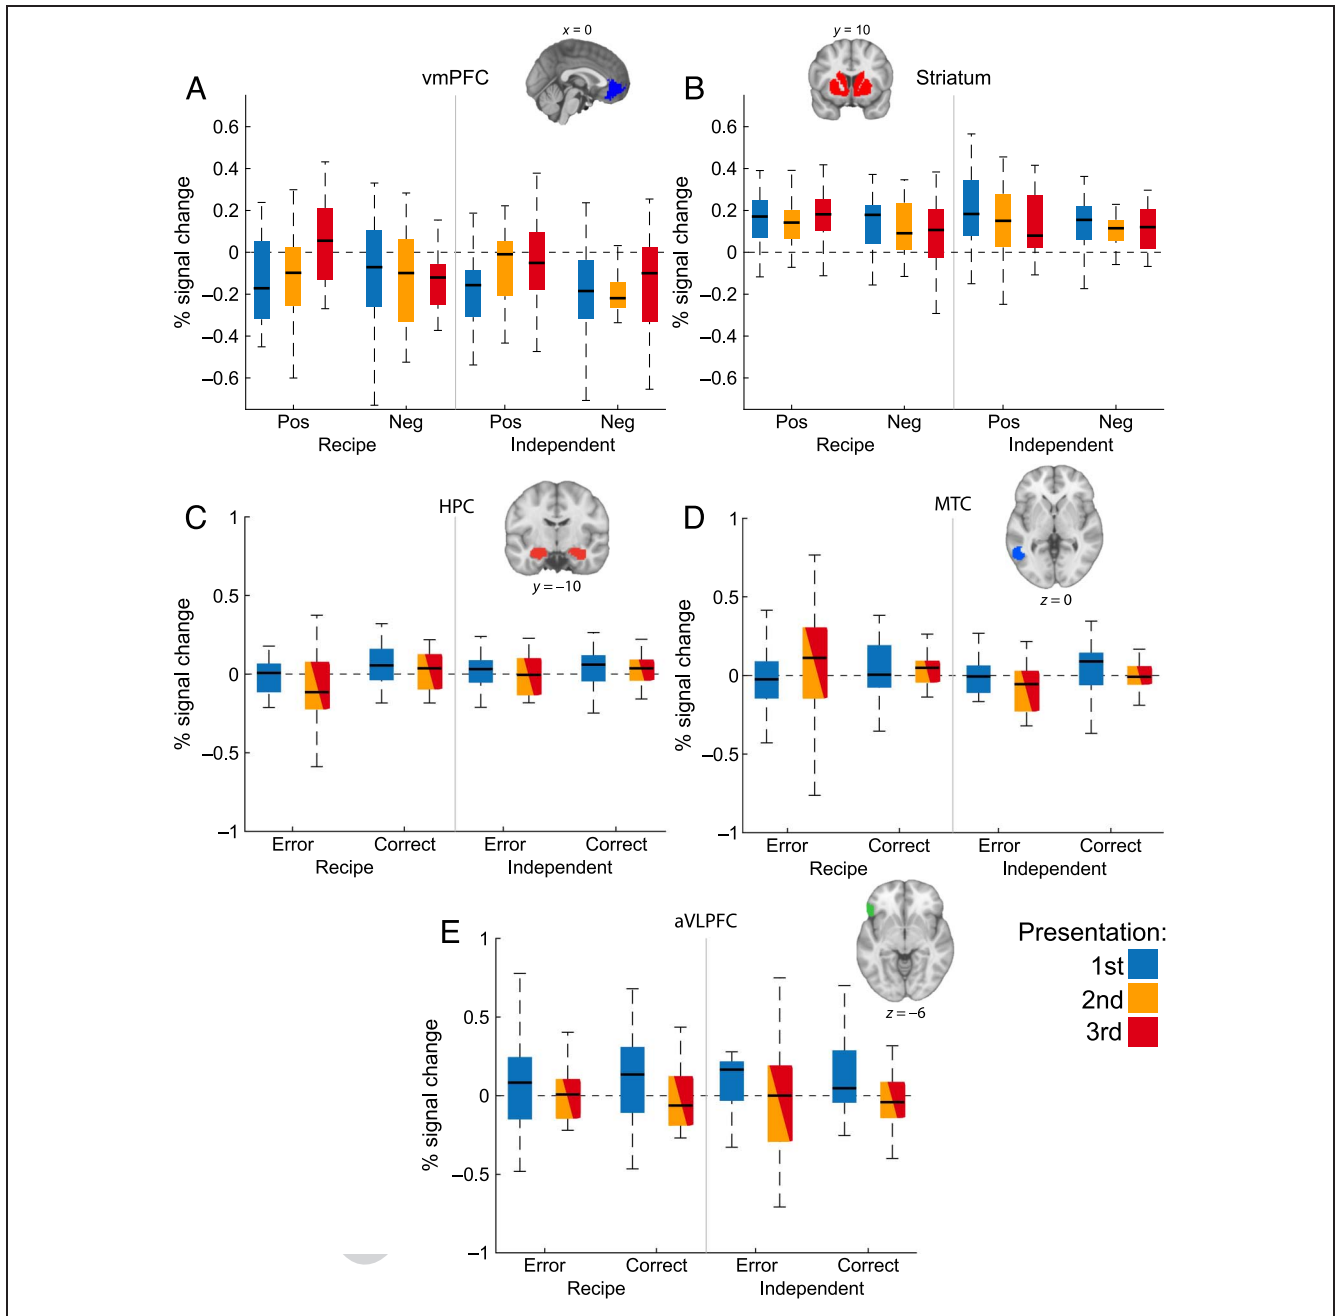 x = 0
y = 10
A
vmPFC
B
Striatum
% signal change
0.6
0.4
0.2
0
−0.2
−0.4
−0.6
Pos
Neg
Pos
Neg
Recipe
Independent
% signal change
0.6
0.4
0.2
0
−0.2
−0.4
−0.6
Pos
Neg
Pos
Neg
Recipe
Independent
C
HPC
y = −10
% signal change
1
0.5
0
−0.5
−1
Error
Correct
Error
Correct
Recipe
Independent
D
MTC
z = 0
% signal change
1
0.5
0
−0.5
−1
Error
Correct
Error
Correct
Recipe
Independent
E
aVLPFC
z = −6
% signal change
1
0.5
0
−0.5
−1
Error
Correct
Error
Correct
Recipe
Independent
Presentation:
1st
2nd
3rd